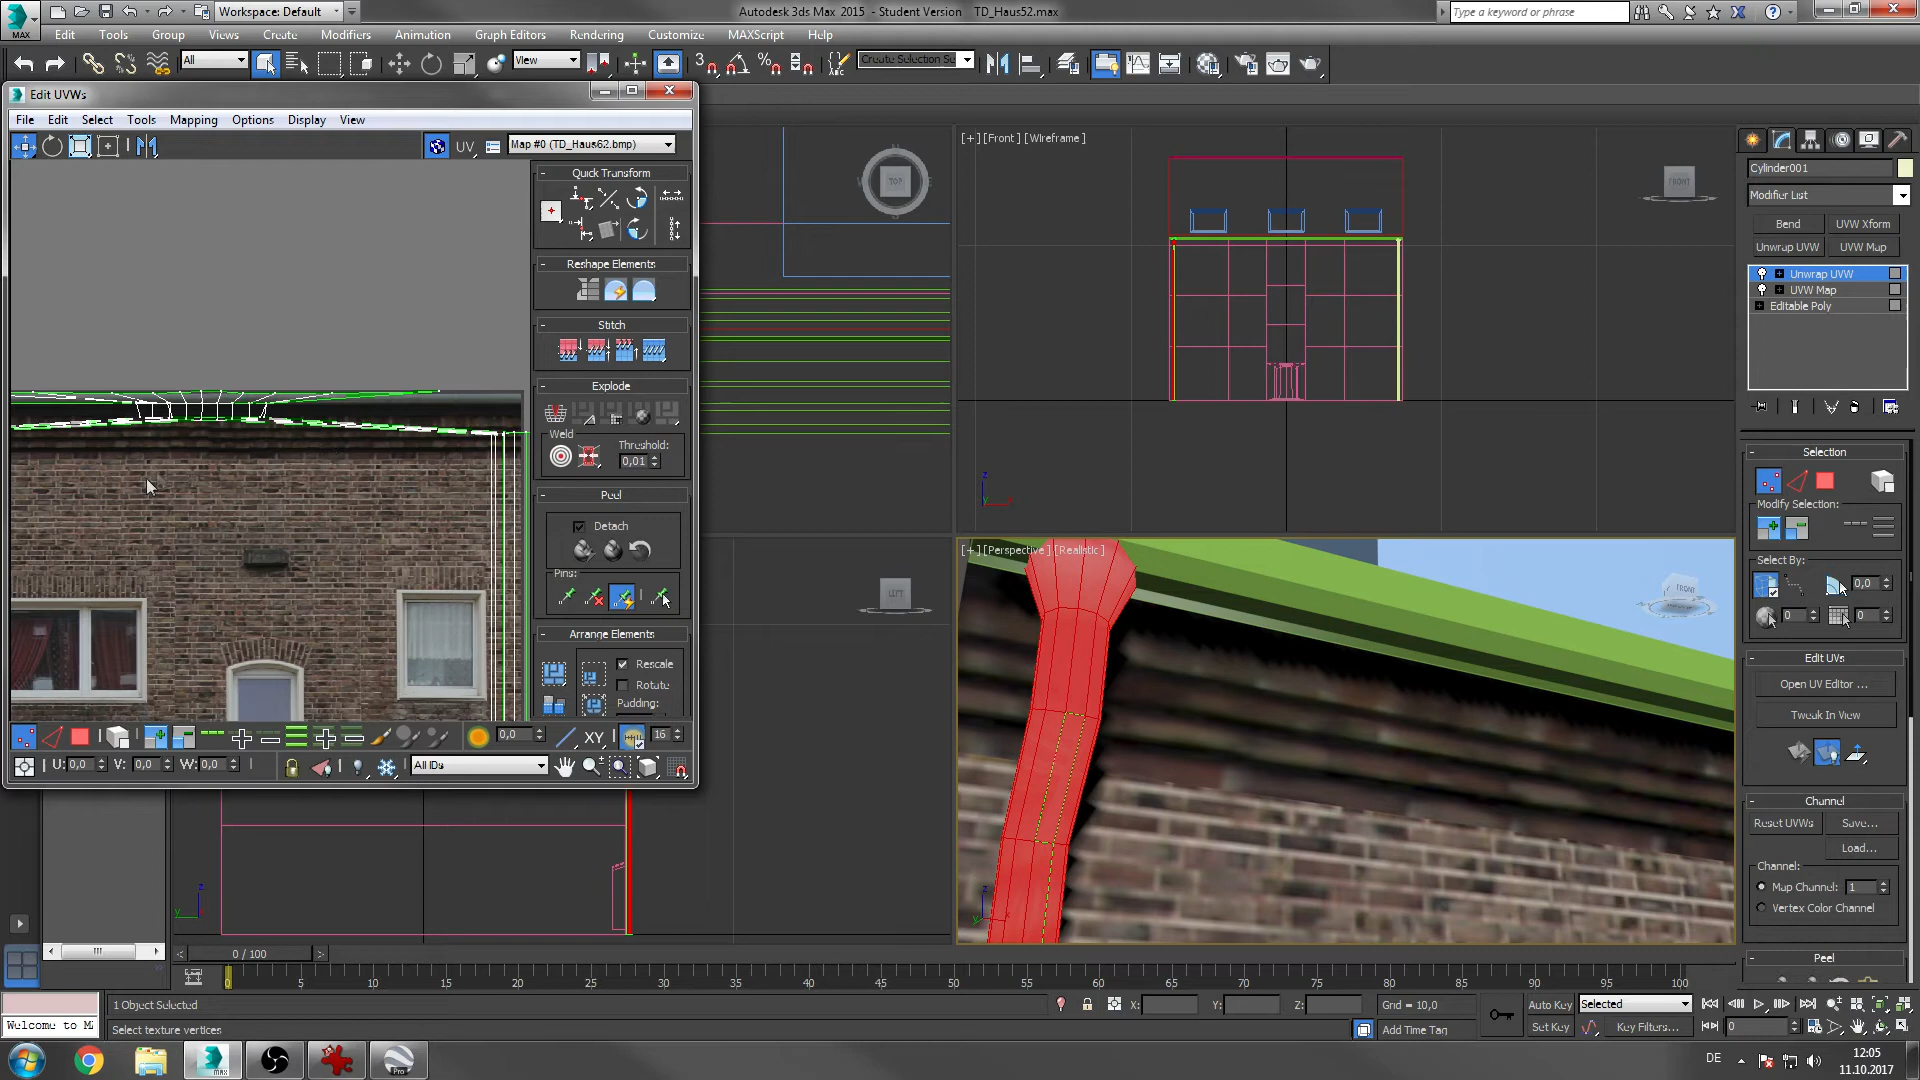 Workspace: Default
Autodesk 3ds Max 2015 - Student Version TD_Haus52.max
Type a keyword or phrase
MAX
Edit Tools Group Views Create Modifiers Animation Graph Editors Rendering Customize MAXScript Help
All
View
Create Selection Se
Edit UVWs
File Edit Select Tools Mapping Options Display View
UV
Map #0 (TD_Haus62.bmp)
Quick Transform
Reshape Elements
Stitch
Explode
Weld
Threshold:
0,01
Peel
Detach
Pins:
Arrange Elements
Rescale
Rotate
Padding:
0,0
XY
16
U: 0,0 V: 0,0 W: 0,0
All IDs
TOP
[+] [Front] [Wireframe]
FRONT
LEFT
[+] [Perspective] [Realistic]
FRONT
Cylinder001
Modifier List
Bend UVW Xform
Unwrap UVW UVW Map
Unwrap UVW
UVW Map
Editable Poly
Selection
Modify Selection:
Select By:
0,0
0 0
Edit UVs
Open UV Editor ...
Tweak In View
Channel
Reset UVWs Save...
Load...
Channel:
Map Channel: 1
Vertex Color Channel
Peel
0 / 100
0 5 10 15 20 25 30 35 40 45 50 55 60 65 70 75 80 85 90 95 100
1 Object Selected
X: Y: Z: Grid = 10,0
Auto Key Selected
Welcome to M
Select texture vertices
Add Time Tag
Set Key Key Filters...
0
MAX
Pro
DE
12:05
11.10.2017